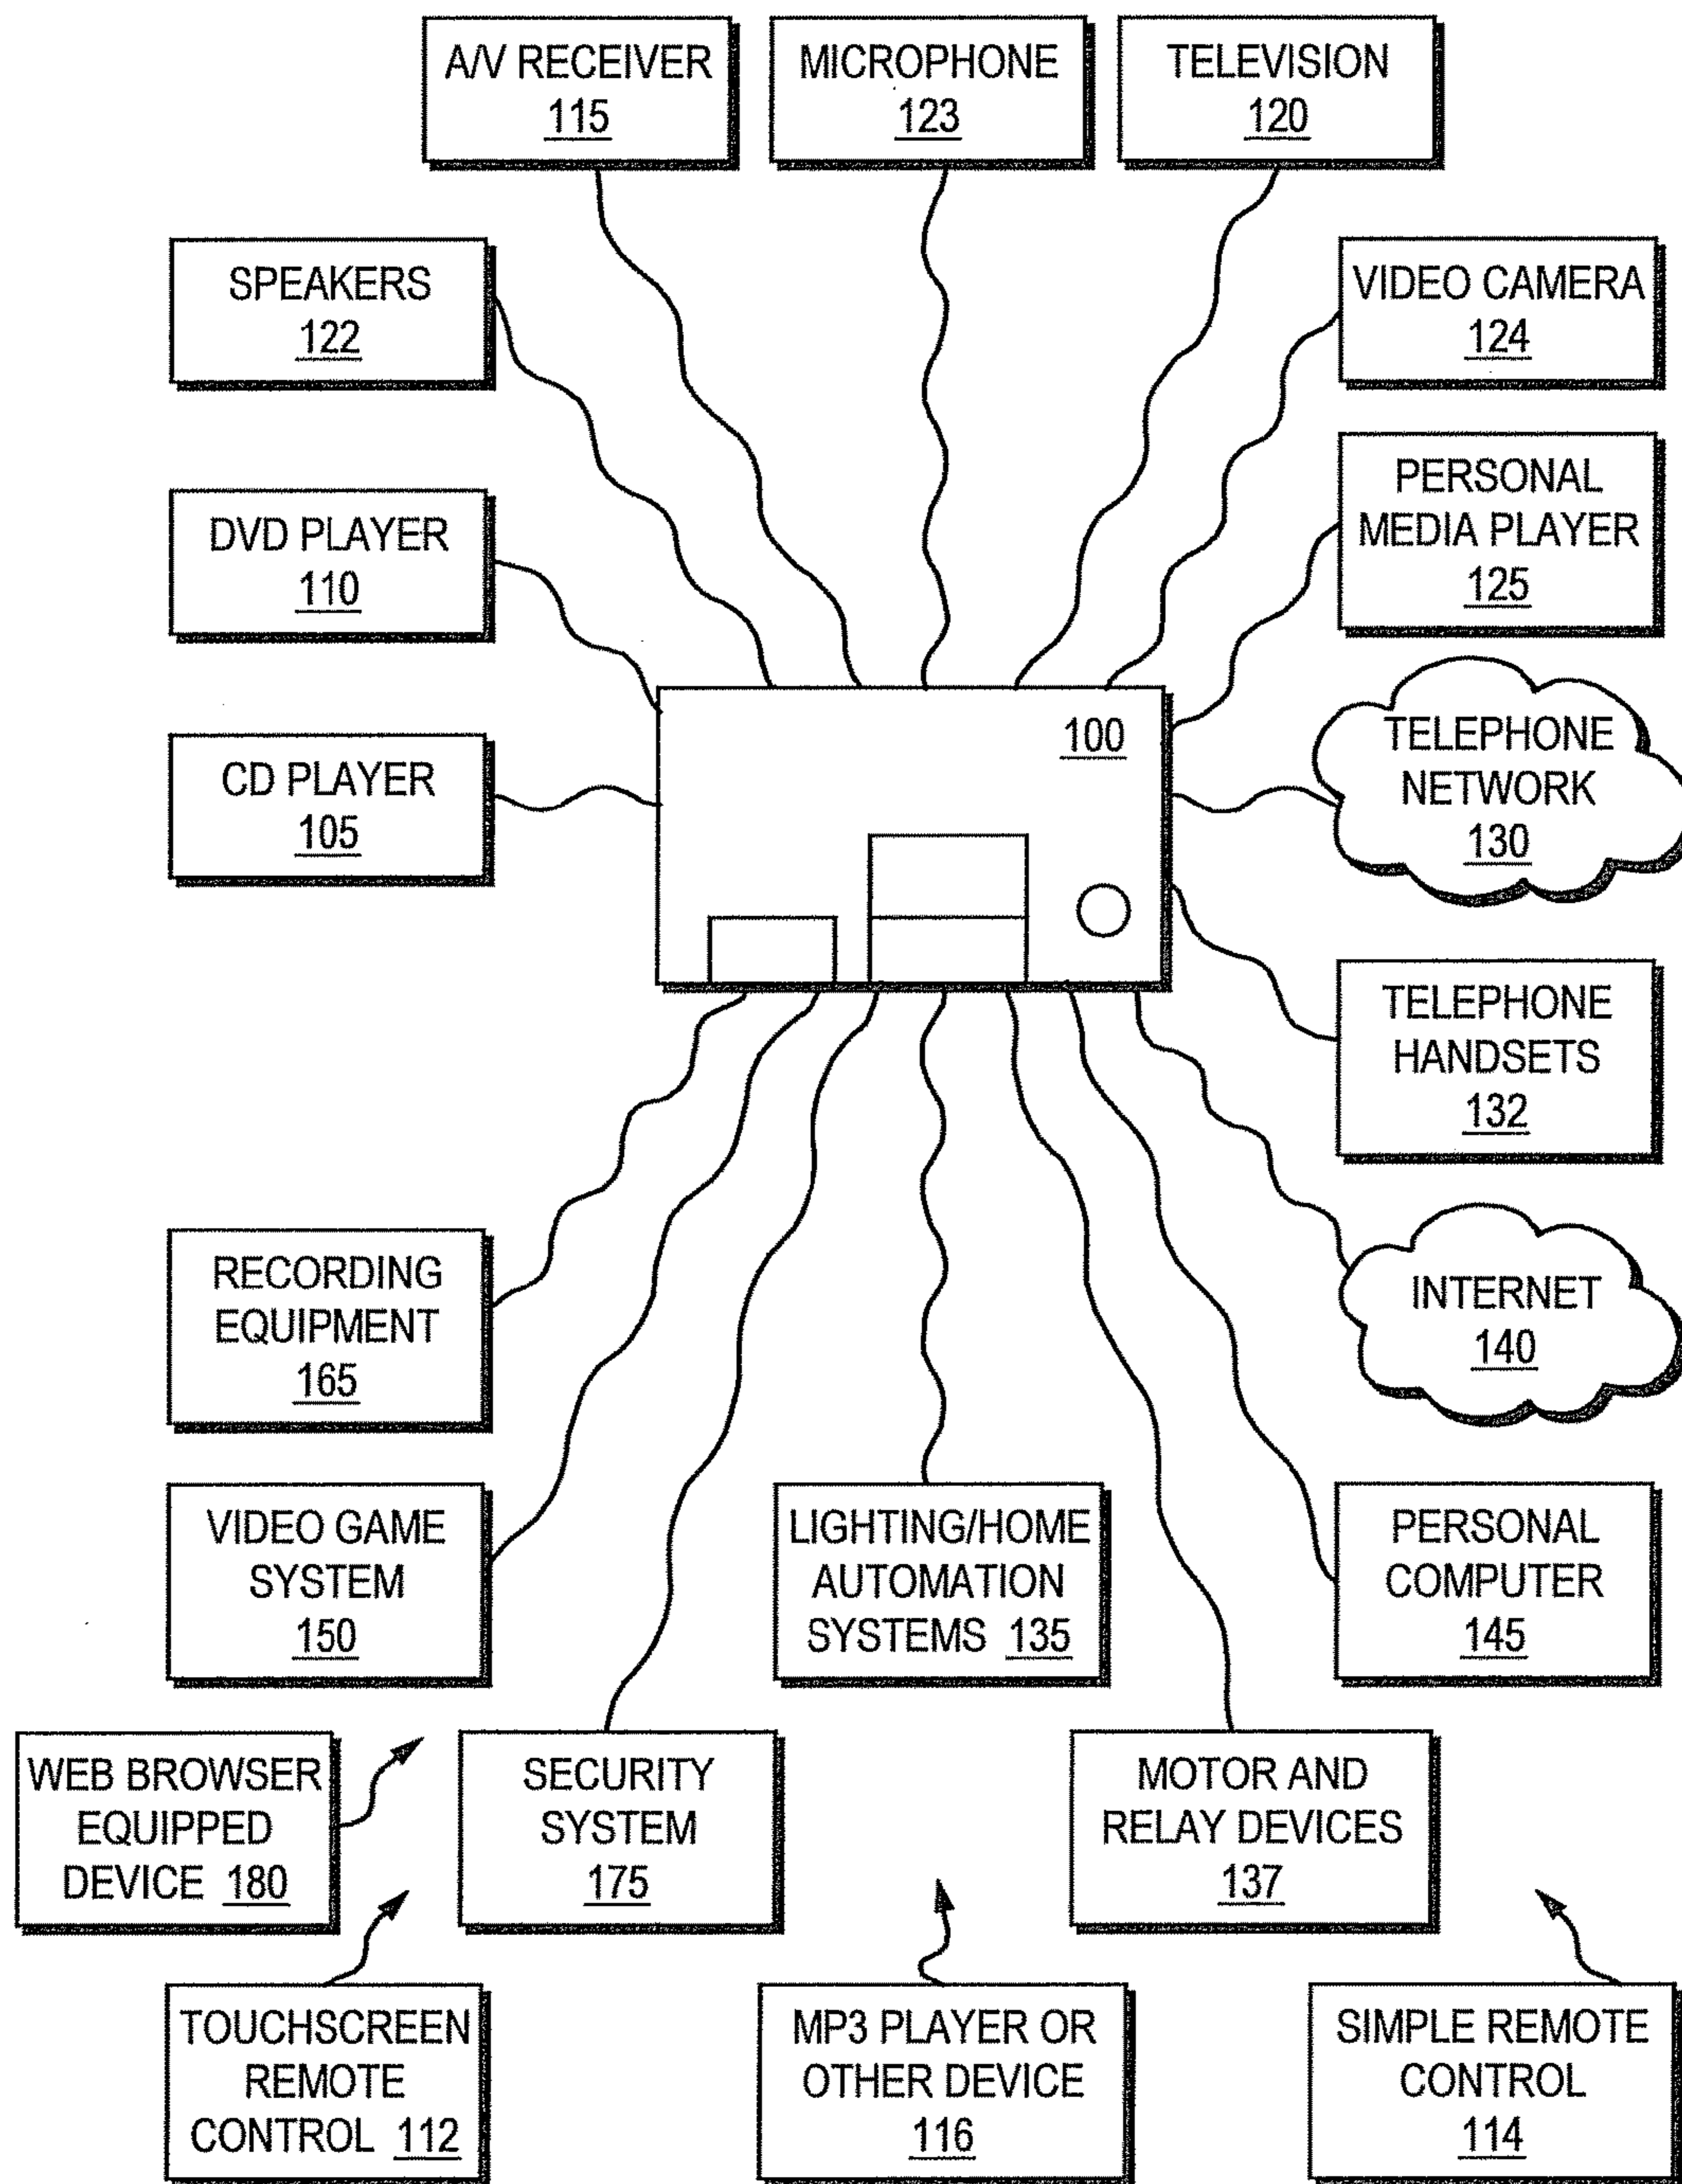 A/V RECEIVER
115
MICROPHONE
123
TELEVISION
120
SPEAKERS
122
VIDEO CAMERA
124
DVD PLAYER
110
PERSONAL
MEDIA PLAYER
125
CD PLAYER
105
100
TELEPHONE
NETWORK
130
TELEPHONE
HANDSETS
132
RECORDING
EQUIPMENT
165
INTERNET
140
VIDEO GAME
SYSTEM
150
LIGHTING/HOME
AUTOMATION
SYSTEMS 135
PERSONAL
COMPUTER
145
WEB BROWSER
EQUIPPED
DEVICE 180
SECURITY
SYSTEM
175
MOTOR AND
RELAY DEVICES
137
TOUCHSCREEN
REMOTE
CONTROL 112
MP3 PLAYER OR
OTHER DEVICE
116
SIMPLE REMOTE
CONTROL
114